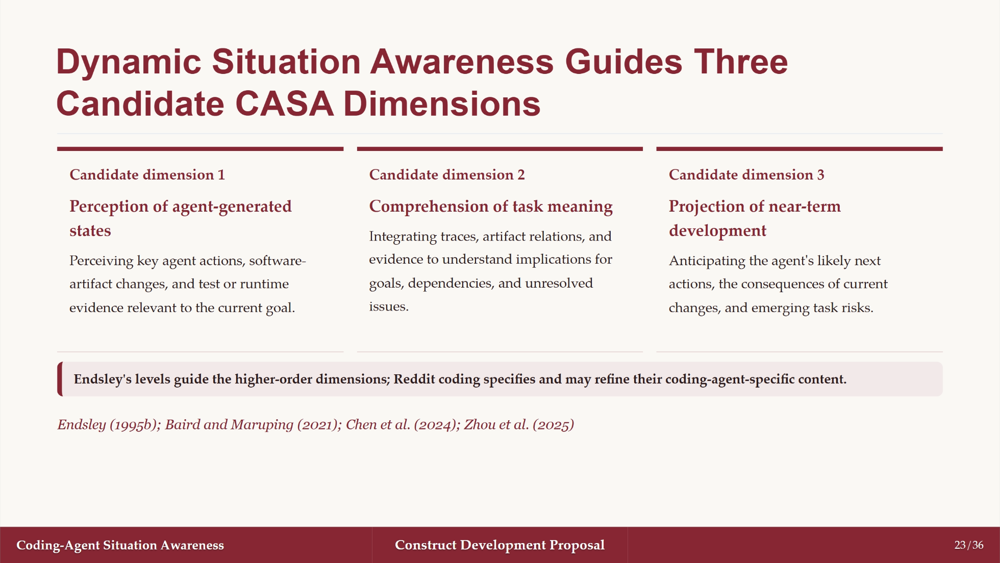 Dynamic Situation Awareness Guides Three
Candidate CASA Dimensions
Candidate dimension 1
Perception of agent-generated
states
Perceiving key agent actions, software-
artifact changes, and test or runtime
evidence relevant to the current goal.
Candidate dimension 2
Comprehension of task meaning
Integrating traces, artifact relations, and
evidence to understand implications for
goals, dependencies, and unresolved
issues.
Candidate dimension 3
Projection of near-term
development
Anticipating the agent's likely next
actions, the consequences of current
changes, and emerging task risks.
Endsley's levels guide the higher-order dimensions; Reddit coding specifies and may refine their coding-agent-specific content.
Endsley (1995b); Baird and Maruping (2021); Chen et al. (2024); Zhou et al. (2025)
Coding-Agent Situation Awareness
Construct Development Proposal
23 / 36